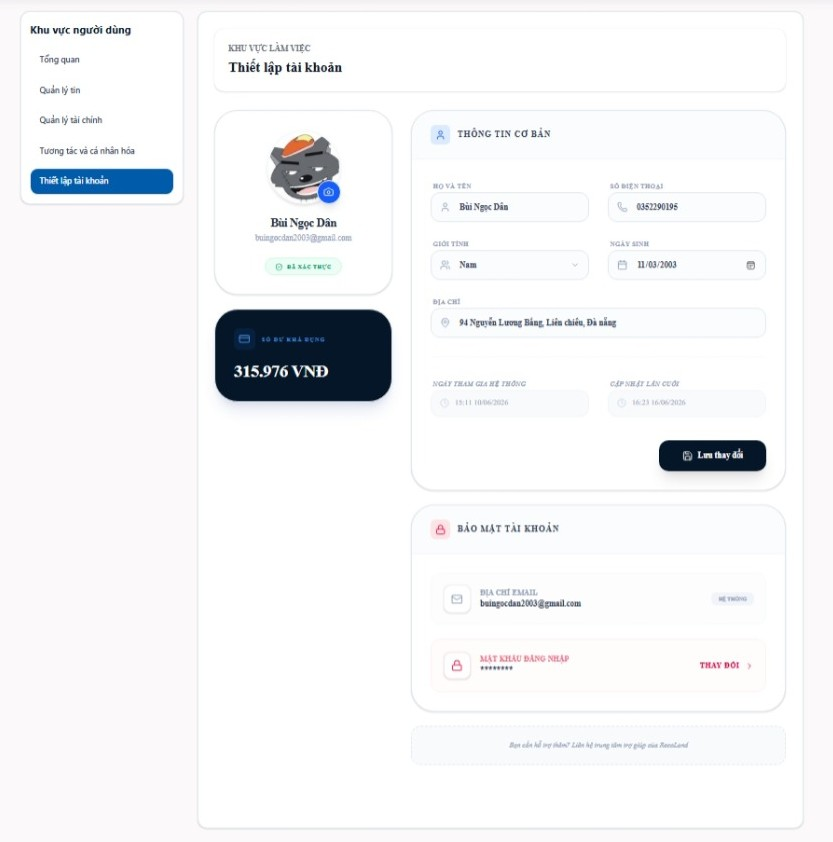 Khu vực người dùng
Tổng quan
Quản lý tin
Quản lý tài chính
Tương tác và cá nhân hóa
Thiết lập tài khoản
KHU VỰC LÀM VIỆC
Thiết lập tài khoản
Bùi Ngọc Dân
buingocdan2003@gmail.com
ĐÃ XÁC THỰC
SỐ DƯ KHẢ DỤNG
315.976 VNĐ
THÔNG TIN CƠ BẢN
HỌ VÀ TÊN
SỐ ĐIỆN THOẠI
Bùi Ngọc Dân
0352290195
GIỚI TÍNH
NGÀY SINH
Nam
11/03/2003
ĐỊA CHỈ
94 Nguyễn Lương Bằng, Liên chiểu, Đà nẵng
NGÀY THAM GIA HỆ THỐNG
CẬP NHẬT LẦN CUỐI
15:11 10/06/2026
16:23 16/06/2026
Lưu thay đổi
BẢO MẬT TÀI KHOẢN
ĐỊA CHỈ EMAIL
buingocdan2003@gmail.com
HỆ THỐNG
MẬT KHẨU ĐĂNG NHẬP
********
THAY ĐỔI
Bạn cần hỗ trợ thêm? Liên hệ trung tâm trợ giúp của